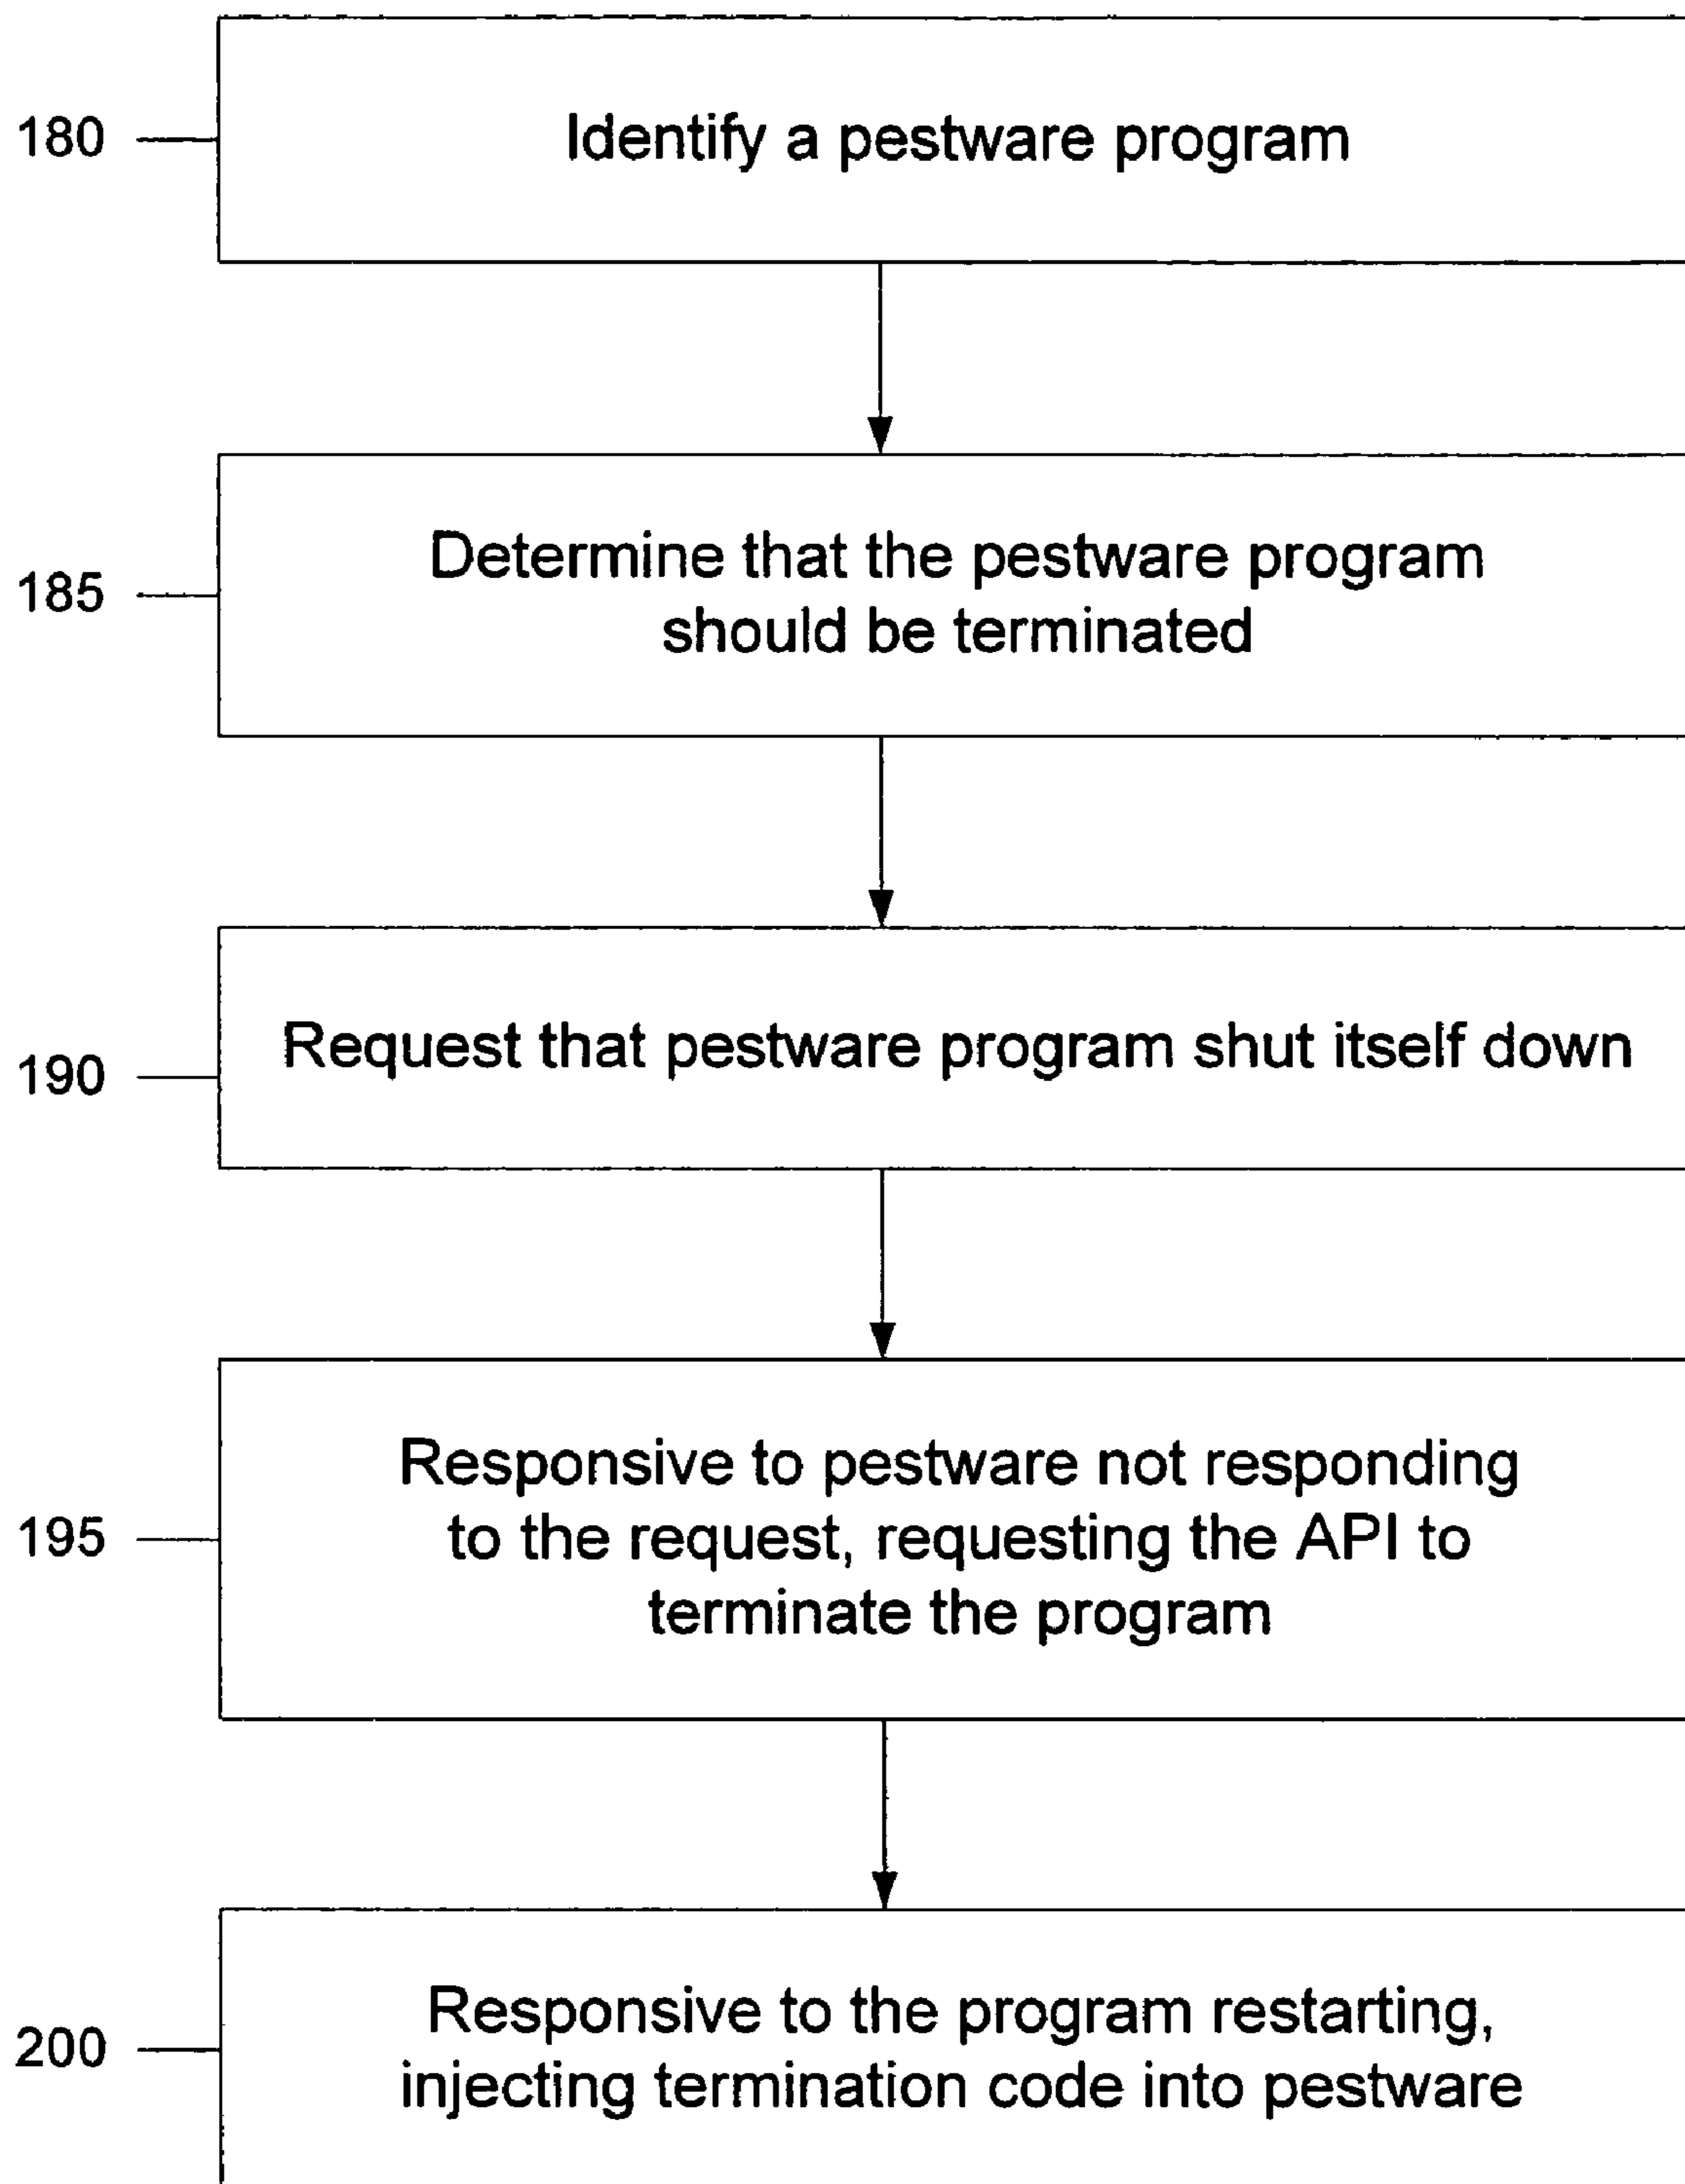 180
Identify a pestware program
185
Determine that the pestware program
should be terminated
190
Request that pestware program shut itself down
195
Responsive to pestware not responding
to the request, requesting the API to
terminate the program
200
Responsive to the program restarting,
injecting termination code into pestware